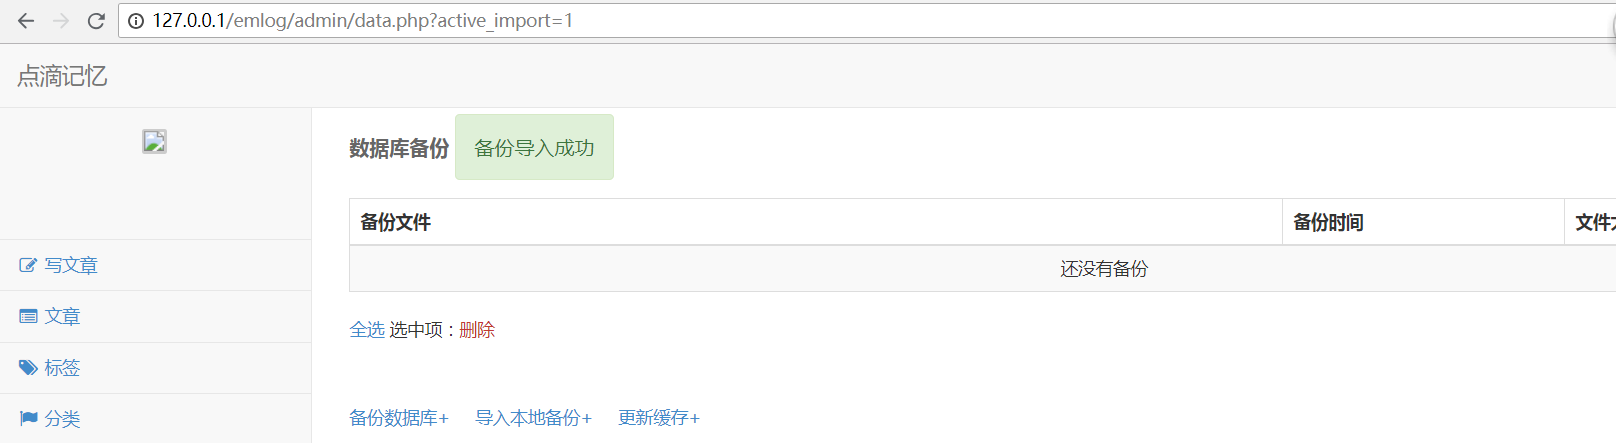 127.0.0.1/emlog/admin/data.php?active_import=1
点滴记忆
数据库备份 备份导入成功
备份文件 备份时间 文件
还没有备份
写文章
全选 选中项：删除
文章
标签
分类
备份数据库+ 导入本地备份+ 更新缓存+